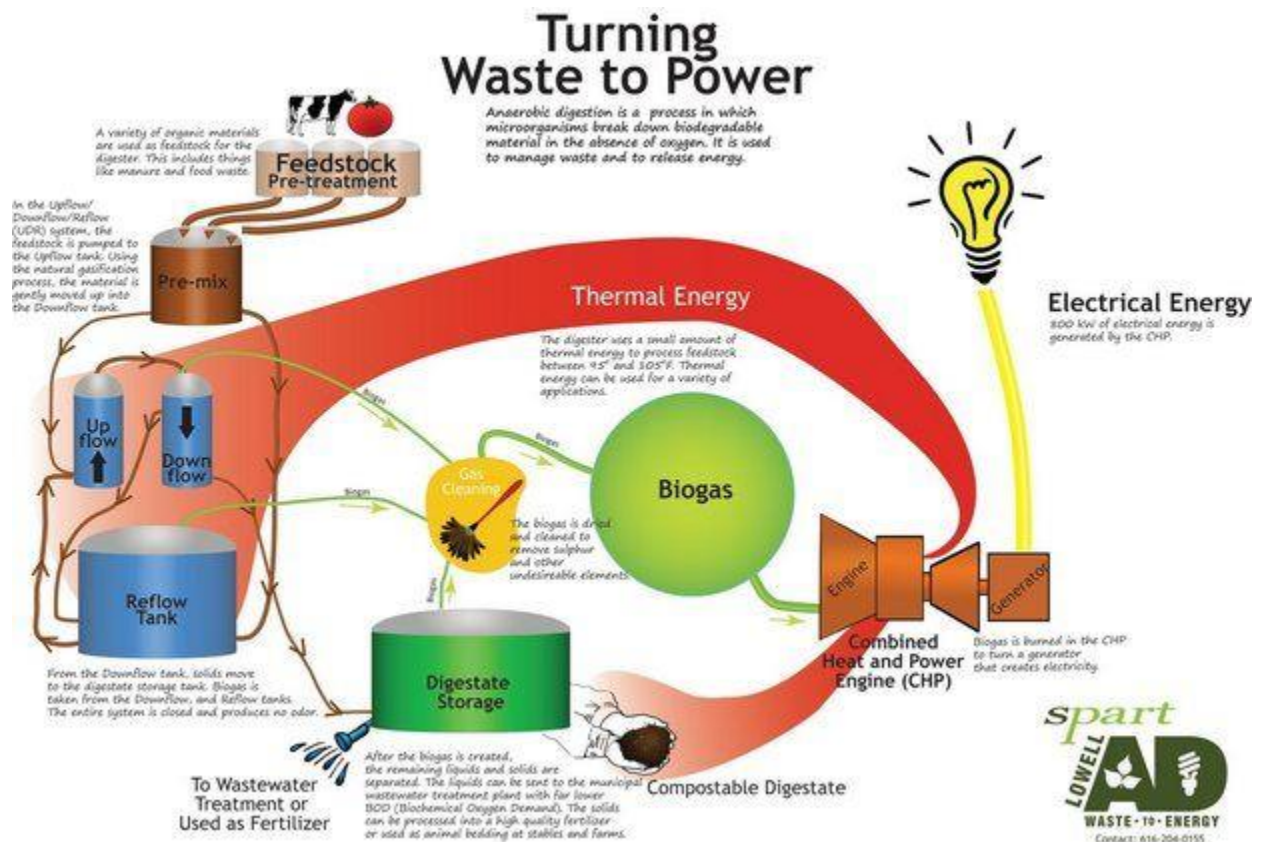 Turning
Waste to Power
Anaerobic digestion is a process in which
microorganisms break down biodegradable
material in the absence of oxygen. It is used
to manage waste and to release energy.
A variety of organic materials
are used as feedstock for the
digester. This includes things
like manure and food waste.
Feedstock
Pre-treatment
In the Upflow/
Downflow/Reflow
(UDR) system, the
feedstock is pumped to
the Upflow tank. Using
the natural gasification
process, the material is
gently moved up into
the Downflow tank.
Pre-mix
Thermal Energy
The digester uses a small amount of
thermal energy to process feedstock
between 95° and 105°F. Thermal
energy can be used for a variety of
applications.
Electrical Energy
800 kW of electrical energy is
generated by the CHP.
Up
flow
Down
flow
Biogas
Biogas
Biogas
Biogas
Gas
Cleaning
The biogas is dried
and cleaned to
remove sulphur
and other
undesireable elements.
Biogas
Engine
Generator
Combined
Heat and Power
Engine (CHP)
Biogas is burned in the CHP
to turn a generator
that creates electricity.
Reflow
Tank
From the Downflow tank, solids move
to the digestate storage tank. Biogas is
taken from the Downflow, and Reflow tanks.
The entire system is closed and produces no odor.
Digestate
Storage
To Wastewater
Treatment or
Used as Fertilizer
After the biogas is created,
the remaining liquids and solids are
separated. The liquids can be sent to the municipal
wastewater treatment plant with far lower
BOD (Biochemical Oxygen Demand). The solids
can be processed into a high quality fertilizer
or used as animal bedding at stables and farms.
Compostable Digestate
spart
LOWELL
AD
WASTE·TO·ENERGY
Contact: 616-204-0155